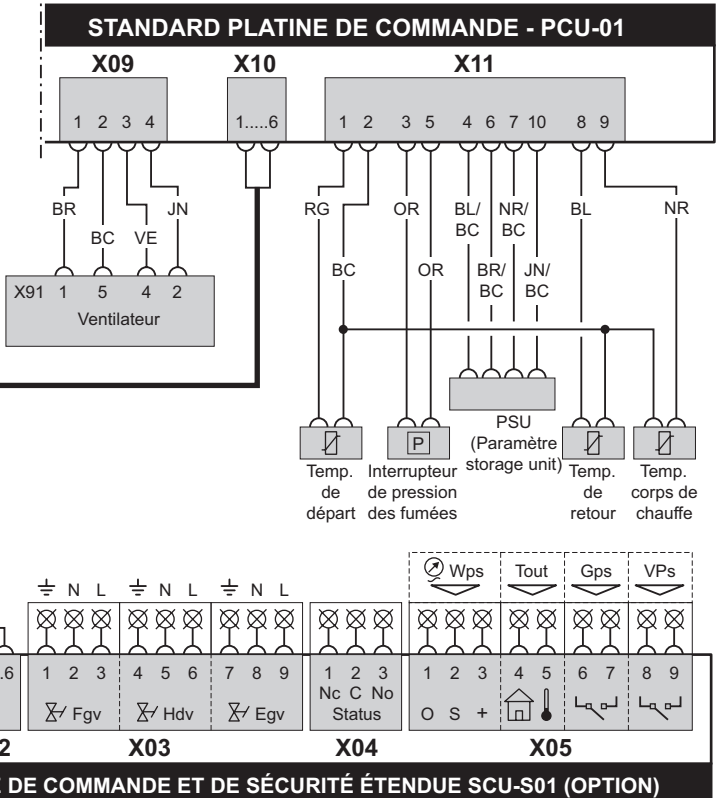 STANDARD PLATINE DE COMMANDE - PCU-01
X09 X10 X11
1 2 3 4 1.....6 1 2 3 5 4 6 7 10 8 9
BR JN RG OR BL/ NR/ BL NR
BC BC
BC VE
BC OR BR/ JN/
BC BC
X91 1 5 4 2
Ventilateur
P
PSU
(Paramètre
storage unit)
Temp.
de
départ
Interrupteur
de pression
des fumées
Temp.
de
retour
Temp.
corps de
chauffe
Wps Tout Gps VPs
N L N L N L
.6 1 2 3 4 5 6 7 8 9 1 2 3 1 2 3 4 5 6 7 8 9
Nc C No
Fgv Hdv Egv Status O S +
2 X03 X04 X05
E DE COMMANDE ET DE SÉCURITÉ ÉTENDUE SCU-S01 (OPTION)